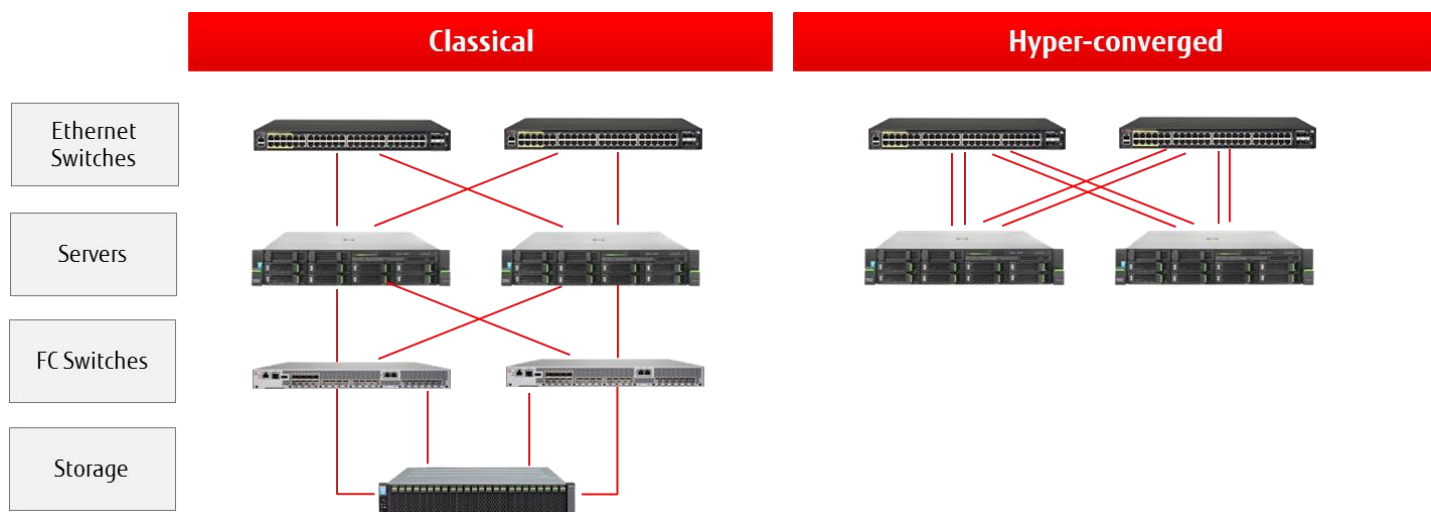 Classical
Hyper-converged
Ethernet
Switches
Servers
FC Switches
Storage